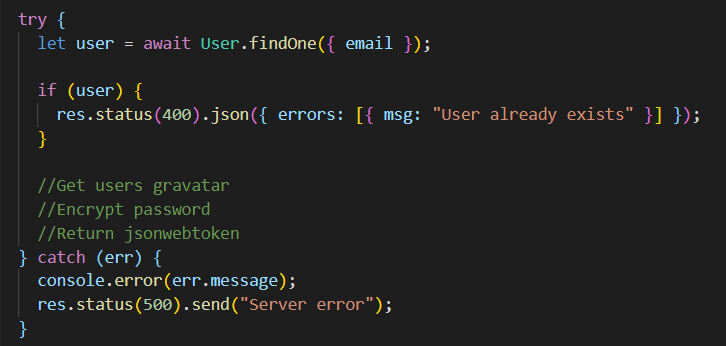 try {
let user = await User.findOne({ email });
if (user) {
res.status(400).json({ errors: [{ msg: "User already exists" }] });
}
//Get users gravatar
//Encrypt password
//Return jsonwebtoken
} catch (err) {
console.error(err.message);
res.status(500).send("Server error");
}